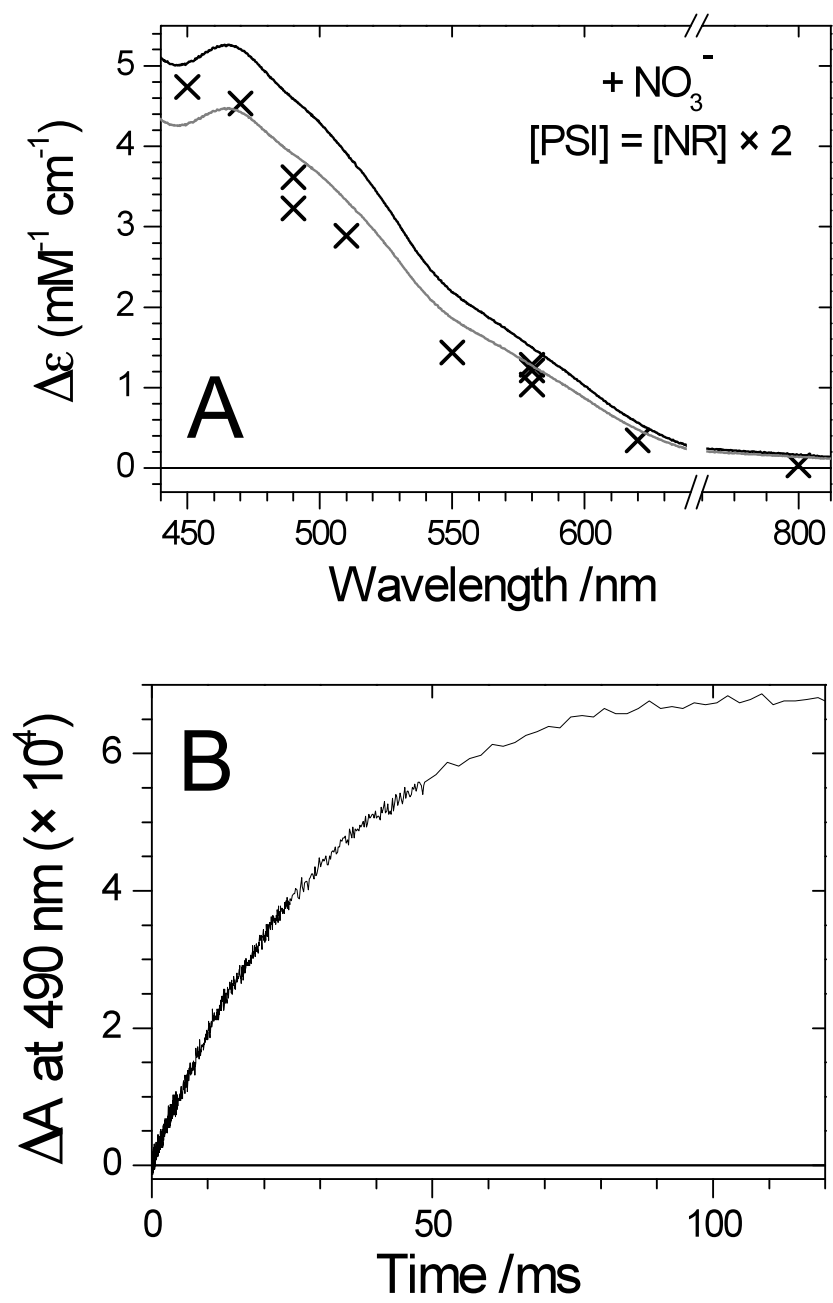 + NO₃⁻
[PSI] = [NR] × 2
5
4
3
2
1
0
Δε (mM⁻¹ cm⁻¹)
A
450 500 550 600 800
Wavelength /nm
B
6
4
2
0
ΔA at 490 nm (× 10⁴)
0 50 100
Time /ms